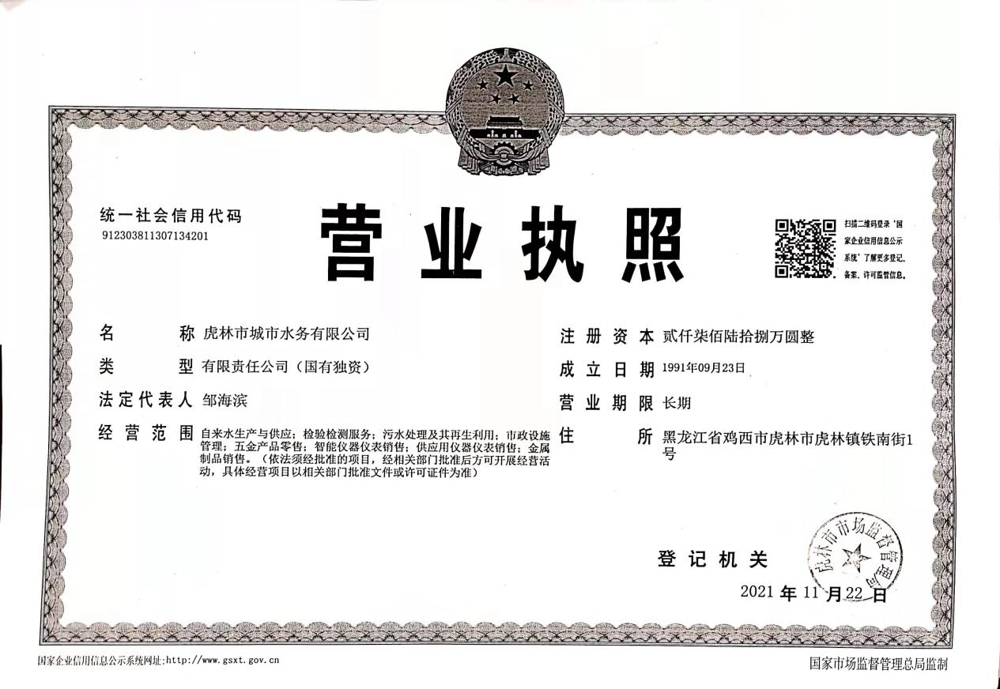 统一社会信用代码
912303811307134201
营业执照
扫描二维码登录‘国
家企业信用信息公示
系统’了解更多登记、
备案、许可监管信息。
名称 虎林市城市水务有限公司
类型 有限责任公司（国有独资）
法定代表人 邹海滨
经营范围 自来水生产与供应；检验检测服务；污水处理及其再生利用；市政设施
管理；五金产品零售；智能仪器仪表销售；供应用仪器仪表销售；金属
制品销售。（依法须经批准的项目，经相关部门批准后方可开展经营活
动，具体经营项目以相关部门批准文件或许可证件为准）
注册资本 贰仟柒佰陆拾捌万圆整
成立日期 1991年09月23日
营业期限 长期
住所 黑龙江省鸡西市虎林市虎林镇铁南街1
号
登记机关
虎林市市场监督管理局
2021 年 11 月 22 日
国家企业信用信息公示系统网址:http://www.gsxt.gov.cn
国家市场监督管理总局监制